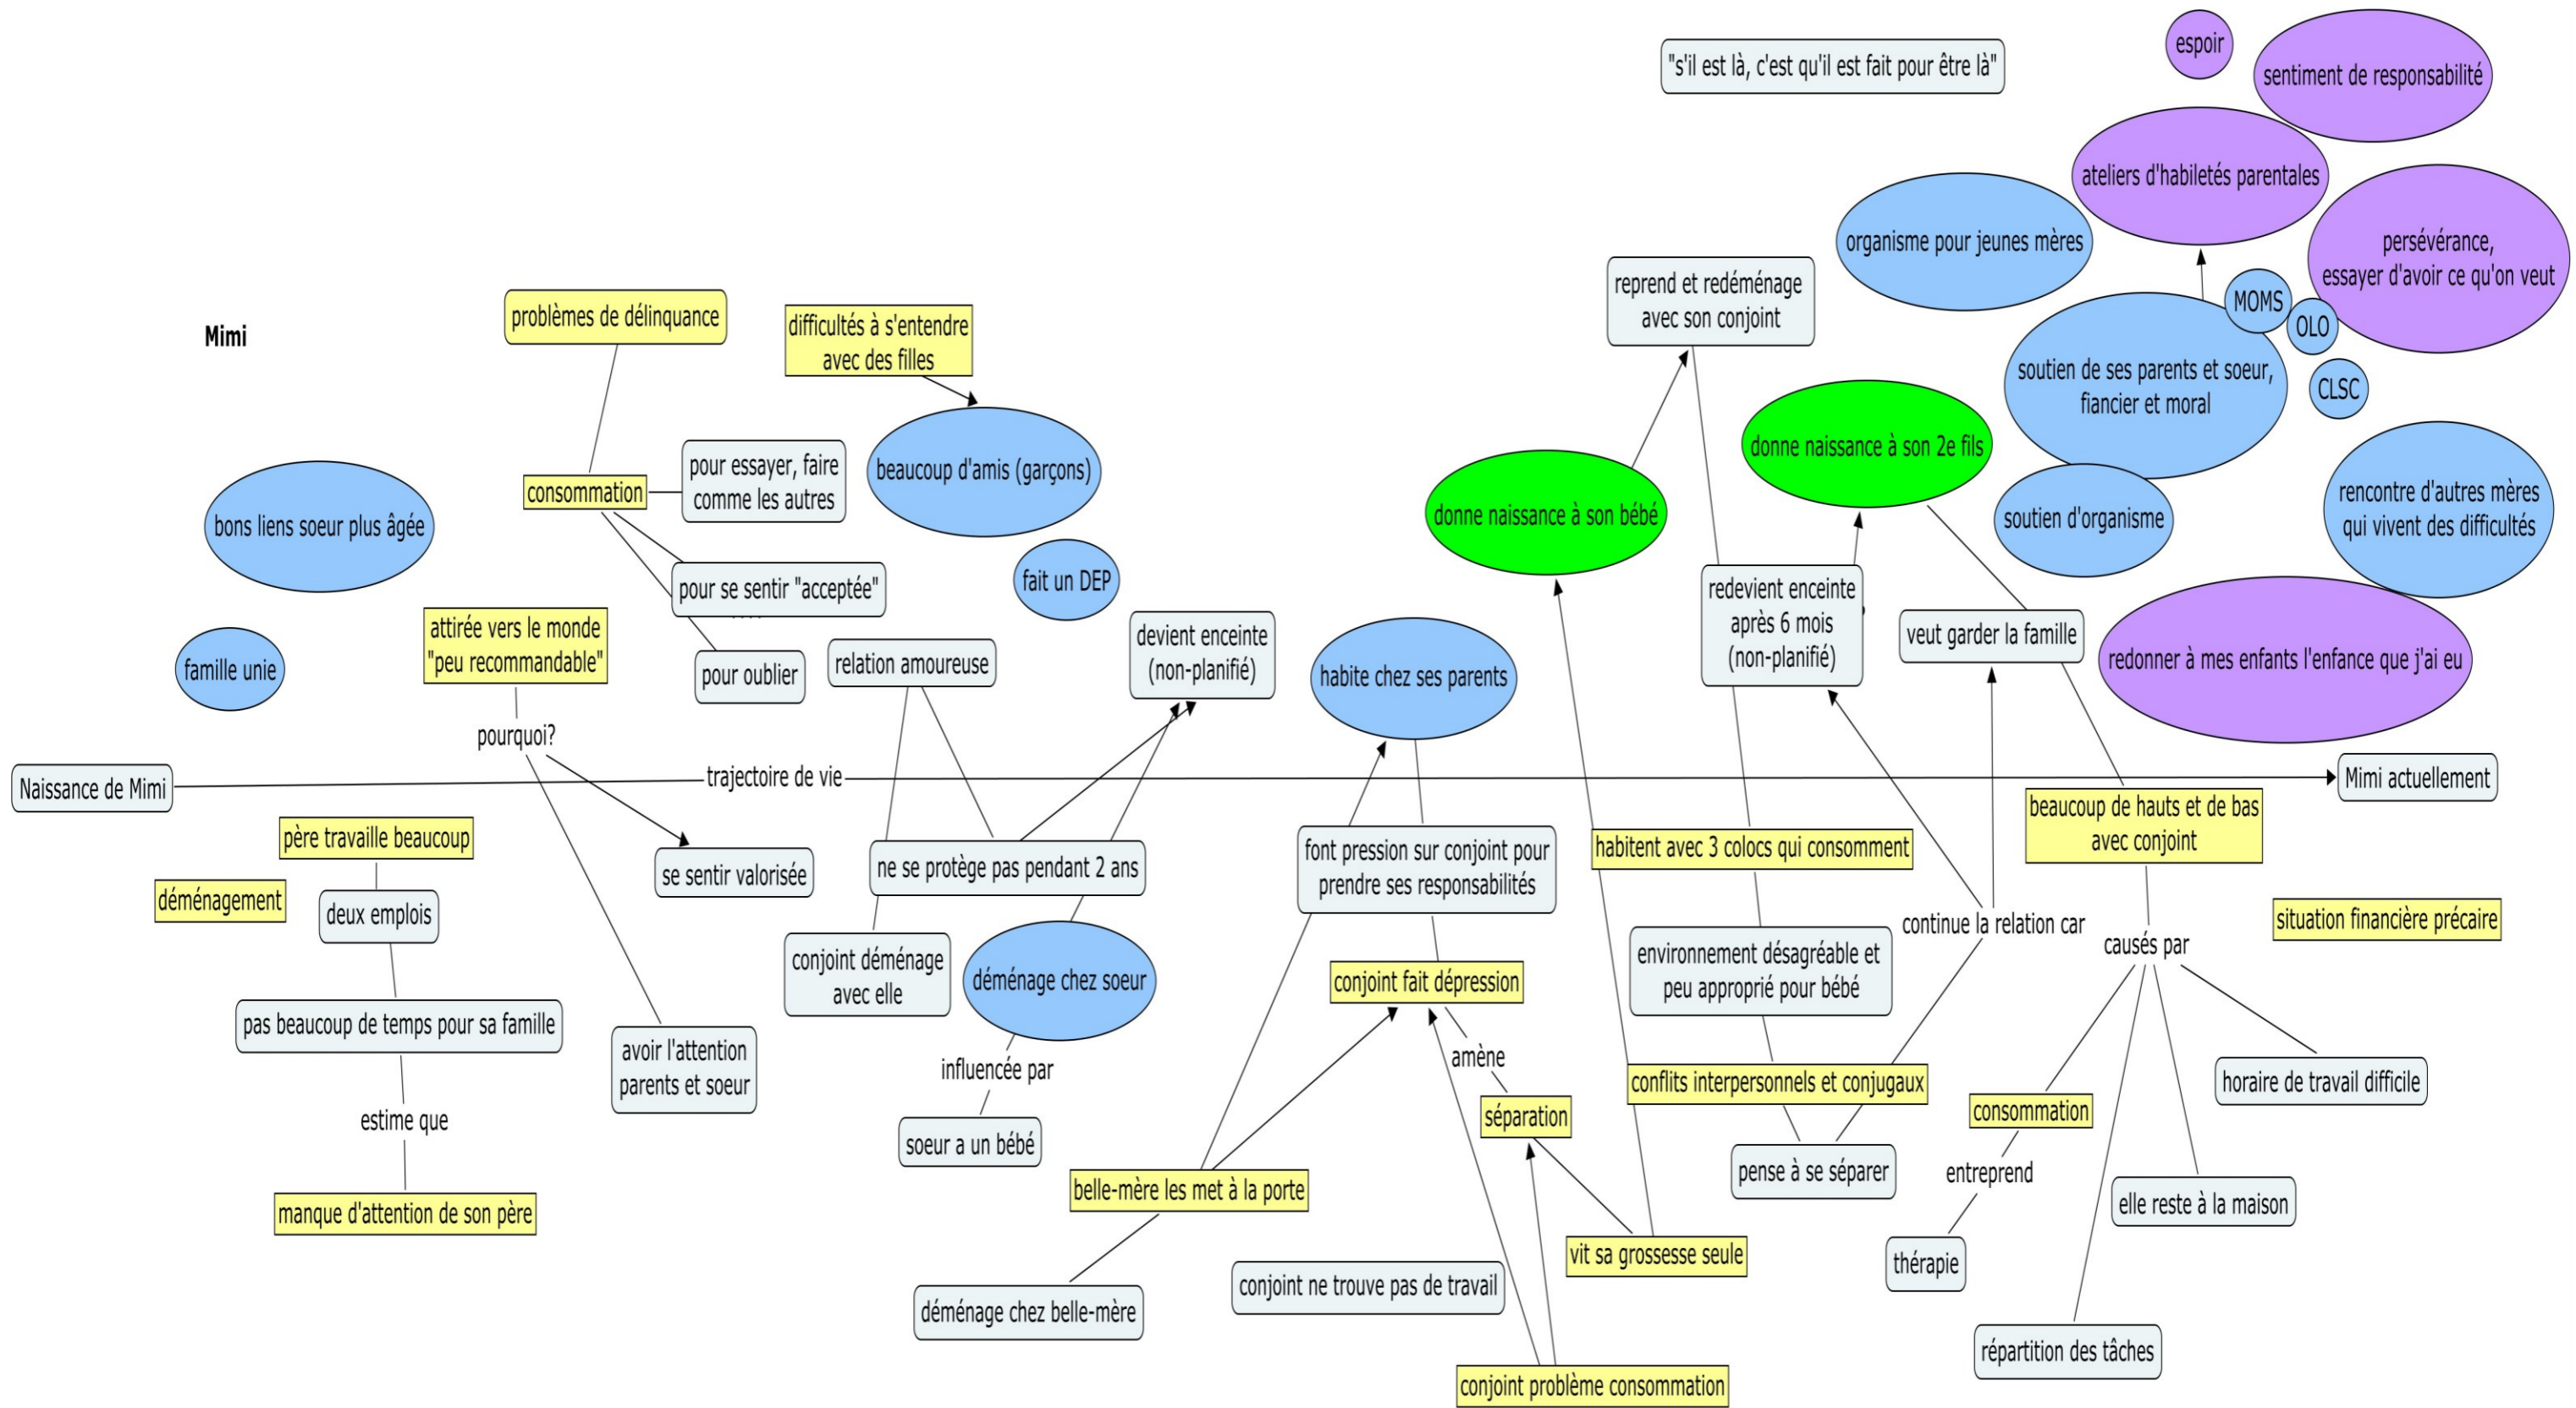 espoir
"s'il est là, c'est qu'il est fait pour être là"
sentiment de responsabilité
ateliers d'habiletés parentales
organisme pour jeunes mères
persévérance,
essayer d'avoir ce qu'on veut
reprend et redéménage
avec son conjoint
MOMS
OLO
CLSC
problèmes de délinquance
difficultés à s'entendre
avec des filles
Mimi
soutien de ses parents et soeur,
fiancier et moral
donne naissance à son 2e fils
beaucoup d'amis (garçons)
pour essayer, faire
comme les autres
consommation
donne naissance à son bébé
bons liens soeur plus âgée
soutien d'organisme
rencontre d'autres mères
qui vivent des difficultés
fait un DEP
pour se sentir "acceptée"
redevient enceinte
après 6 mois
(non-planifié)
attirée vers le monde
"peu recommandable"
devient enceinte
(non-planifié)
veut garder la famille
famille unie
pour oublier
relation amoureuse
habite chez ses parents
redonner à mes enfants l'enfance que j'ai eu
pourquoi?
Naissance de Mimi
trajectoire de vie
Mimi actuellement
père travaille beaucoup
beaucoup de hauts et de bas
avec conjoint
habitent avec 3 colocs qui consomment
font pression sur conjoint pour
prendre ses responsabilités
se sentir valorisée
ne se protège pas pendant 2 ans
déménagement
deux emplois
continue la relation car
situation financière précaire
causés par
conjoint déménage
avec elle
déménage chez soeur
environnement désagréable et
peu approprié pour bébé
conjoint fait dépression
pas beaucoup de temps pour sa famille
avoir l'attention
parents et soeur
influencée par
amène
conflits interpersonnels et conjugaux
horaire de travail difficile
estime que
séparation
consommation
soeur a un bébé
pense à se séparer
entreprend
belle-mère les met à la porte
elle reste à la maison
manque d'attention de son père
vit sa grossesse seule
thérapie
conjoint ne trouve pas de travail
déménage chez belle-mère
répartition des tâches
conjoint problème consommation